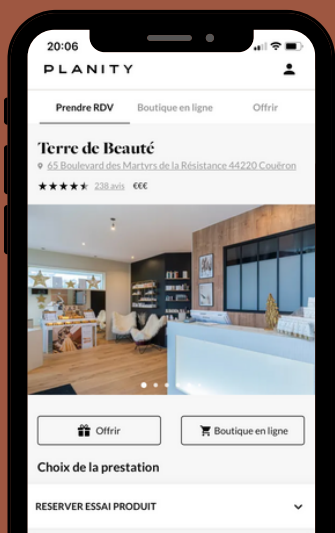 20:06
PLANITY
Prendre RDV Boutique en ligne Offrir
Terre de Beauté
65 Boulevard des Martyrs de la Résistance 44220 Couëron
238 avis €€€
Offrir Boutique en ligne
Choix de la prestation
RESERVER ESSAI PRODUIT